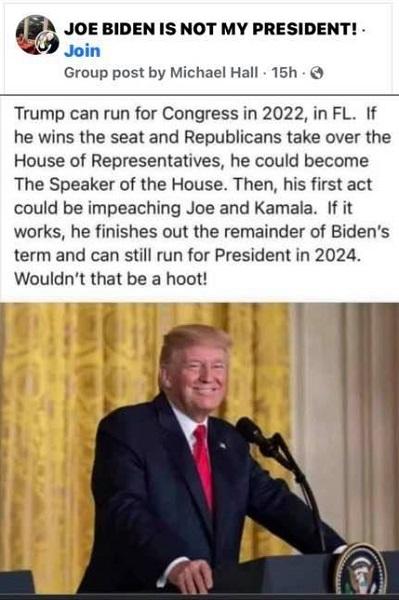 JOE BIDEN IS NOT MY PRESIDENT! ·
Join
Group post by Michael Hall · 15h ·
Trump can run for Congress in 2022, in FL. If
he wins the seat and Republicans take over the
House of Representatives, he could become
The Speaker of the House. Then, his first act
could be impeaching Joe and Kamala. If it
works, he finishes out the remainder of Biden's
term and can still run for President in 2024.
Wouldn't that be a hoot!